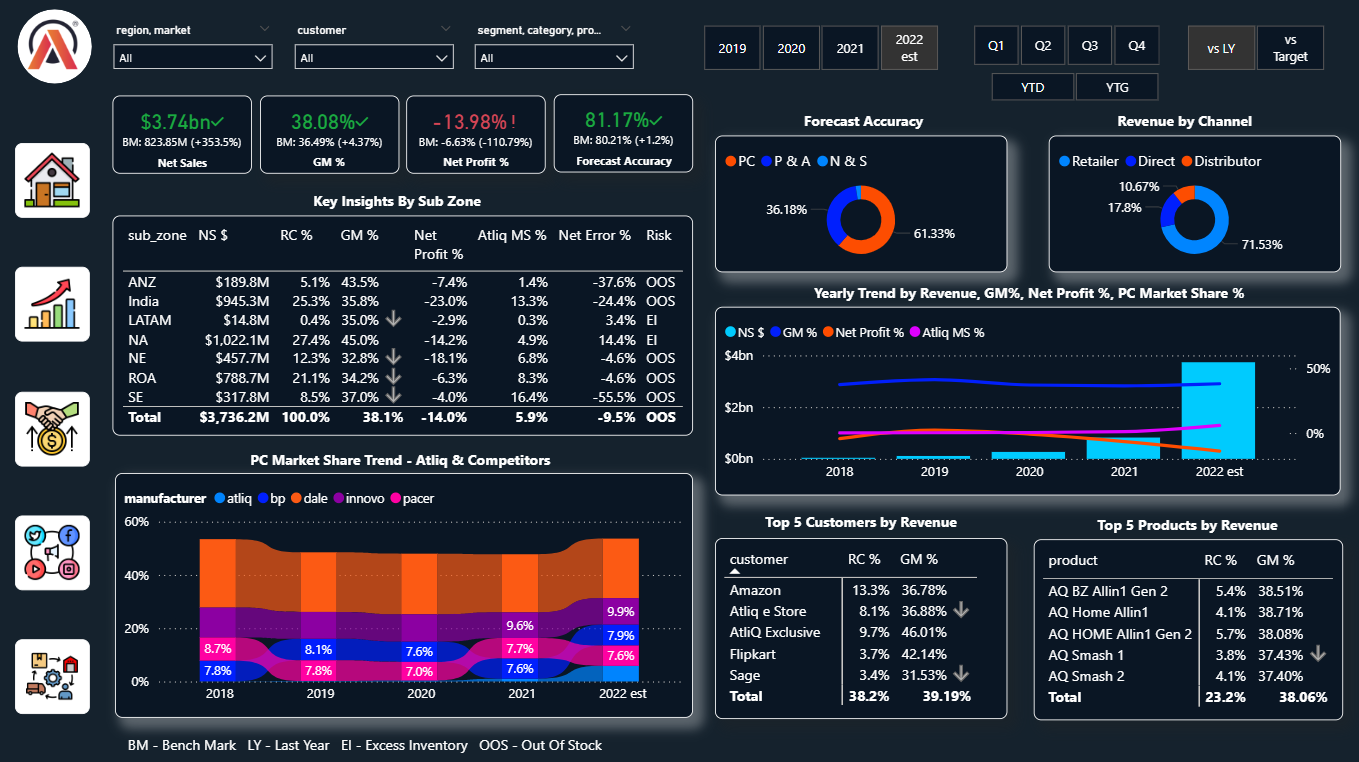 region, market
All
customer
All
segment, category, pro...
All
2019
2020
2021
2022
est
Q1
Q2
Q3
Q4
YTD
YTG
vs LY
vs
Target
$3.74bn
BM: 823.85M (+353.5%)
Net Sales
38.08%
BM: 36.49% (+4.37%)
GM %
-13.98% !
BM: -6.63% (-110.79%)
Net Profit %
81.17%
BM: 80.21% (+1.2%)
Forecast Accuracy
Key Insights By Sub Zone
sub_zone NS $ RC % GM % Net Profit % Atliq MS % Net Error % Risk
ANZ $189.8M 5.1% 43.5% -7.4% 1.4% -37.6% OOS
India $945.3M 25.3% 35.8% -23.0% 13.3% -24.4% OOS
LATAM $14.8M 0.4% 35.0% -2.9% 0.3% 3.4% EI
NA $1,022.1M 27.4% 45.0% -14.2% 4.9% 14.4% EI
NE $457.7M 12.3% 32.8% -18.1% 6.8% -4.6% OOS
ROA $788.7M 21.1% 34.2% -6.3% 8.3% -4.6% OOS
SE $317.8M 8.5% 37.0% -4.0% 16.4% -55.5% OOS
Total $3,736.2M 100.0% 38.1% -14.0% 5.9% -9.5% OOS
PC Market Share Trend - Atliq & Competitors
manufacturer atliq bp dale innovo pacer
60%
40%
20%
0%
8.7%
7.8%
8.1%
7.8%
7.6%
7.0%
9.6%
7.7%
7.6%
9.9%
7.9%
7.6%
2018 2019 2020 2021 2022 est
BM - Bench Mark LY - Last Year EI - Excess Inventory OOS - Out Of Stock
Forecast Accuracy
PC P & A N & S
36.18%
61.33%
Revenue by Channel
Retailer Direct Distributor
10.67%
17.8%
71.53%
Yearly Trend by Revenue, GM%, Net Profit %, PC Market Share %
NS $ GM % Net Profit % Atliq MS %
$4bn
$2bn
$0bn
50%
0%
2018 2019 2020 2021 2022 est
Top 5 Customers by Revenue
customer RC % GM %
Amazon 13.3% 36.78%
Atliq e Store 8.1% 36.88%
AtliQ Exclusive 9.7% 46.01%
Flipkart 3.7% 42.14%
Sage 3.4% 31.53%
Total 38.2% 39.19%
Top 5 Products by Revenue
product RC % GM %
AQ BZ Allin1 Gen 2 5.4% 38.51%
AQ Home Allin1 4.1% 38.71%
AQ HOME Allin1 Gen 2 5.7% 38.08%
AQ Smash 1 3.8% 37.43%
AQ Smash 2 4.1% 37.40%
Total 23.2% 38.06%